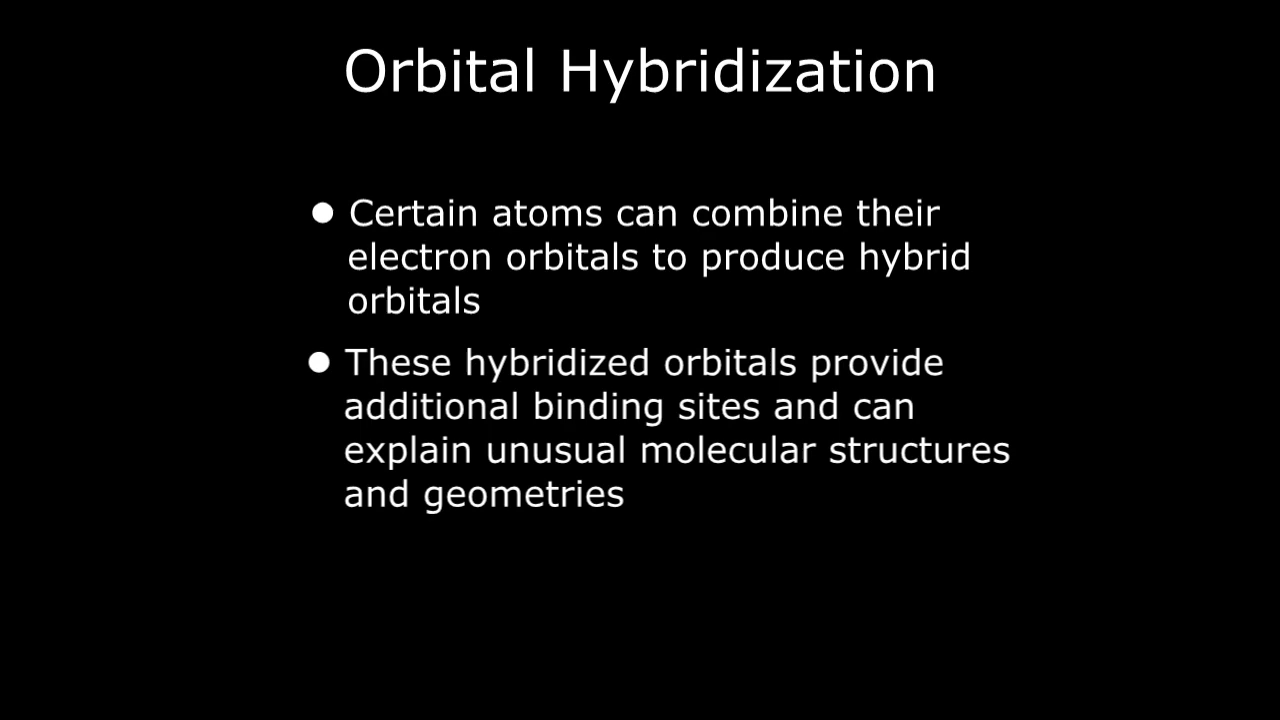 Orbital Hybridization
● Certain atoms can combine their
electron orbitals to produce hybrid
orbitals
● These hybridized orbitals provide
additional binding sites and can
explain unusual molecular structures
and geometries